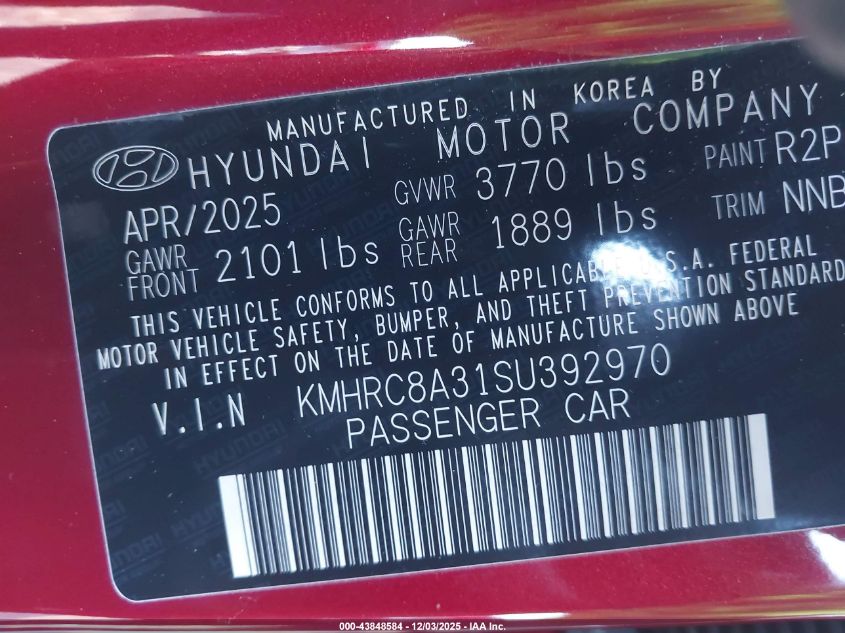 MANUFACTURED IN KOREA BY
HYUNDAI MOTOR COMPANY
APR/2025 GVWR 3770 lbs PAINT R2P
GAWR FRONT 2101 lbs GAWR REAR 1889 lbs TRIM NNB
THIS VEHICLE CONFORMS TO ALL APPLICABLE U.S.A. FEDERAL
MOTOR VEHICLE SAFETY, BUMPER, AND THEFT PREVENTION STANDARD
IN EFFECT ON THE DATE OF MANUFACTURE SHOWN ABOVE
V.I.N KMHRC8A31SU392970
PASSENGER CAR
000-43848584 - 12/03/2025 - IAA Inc.